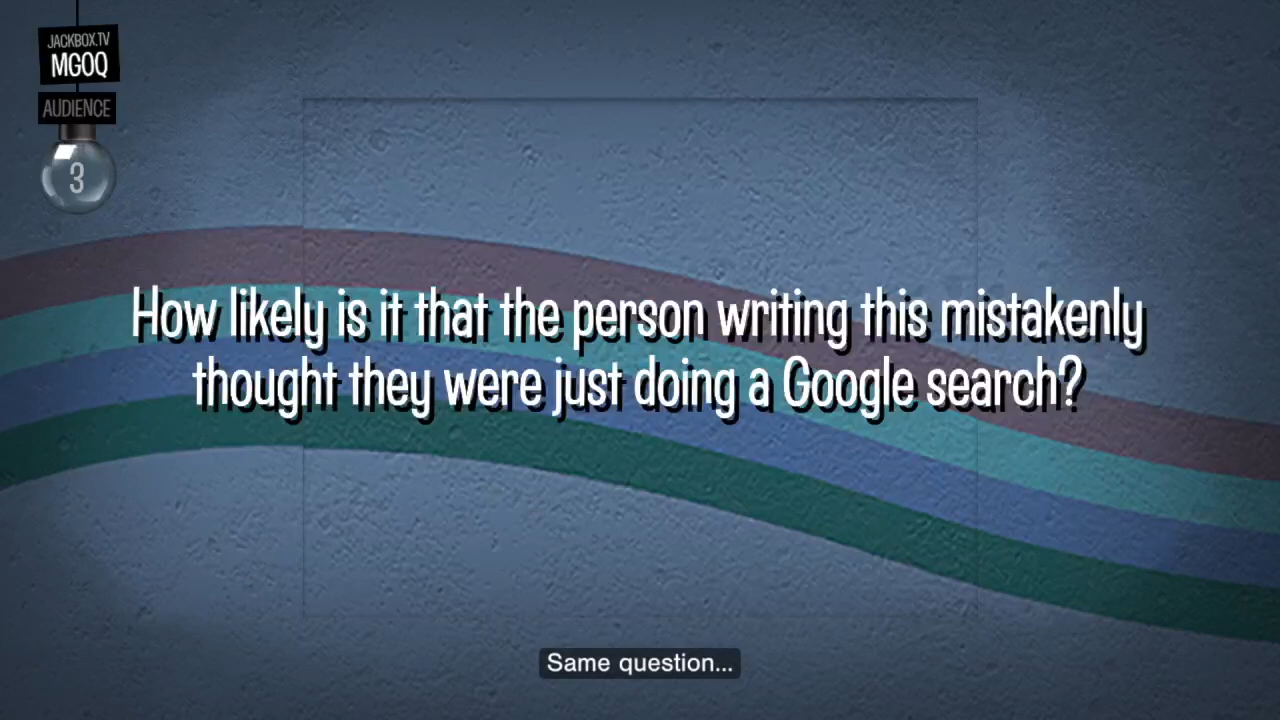 JACKBOX.TV
MGOQ
AUDIENCE
3
How likely is it that the person writing this mistakenly
thought they were just doing a Google search?
Same question...